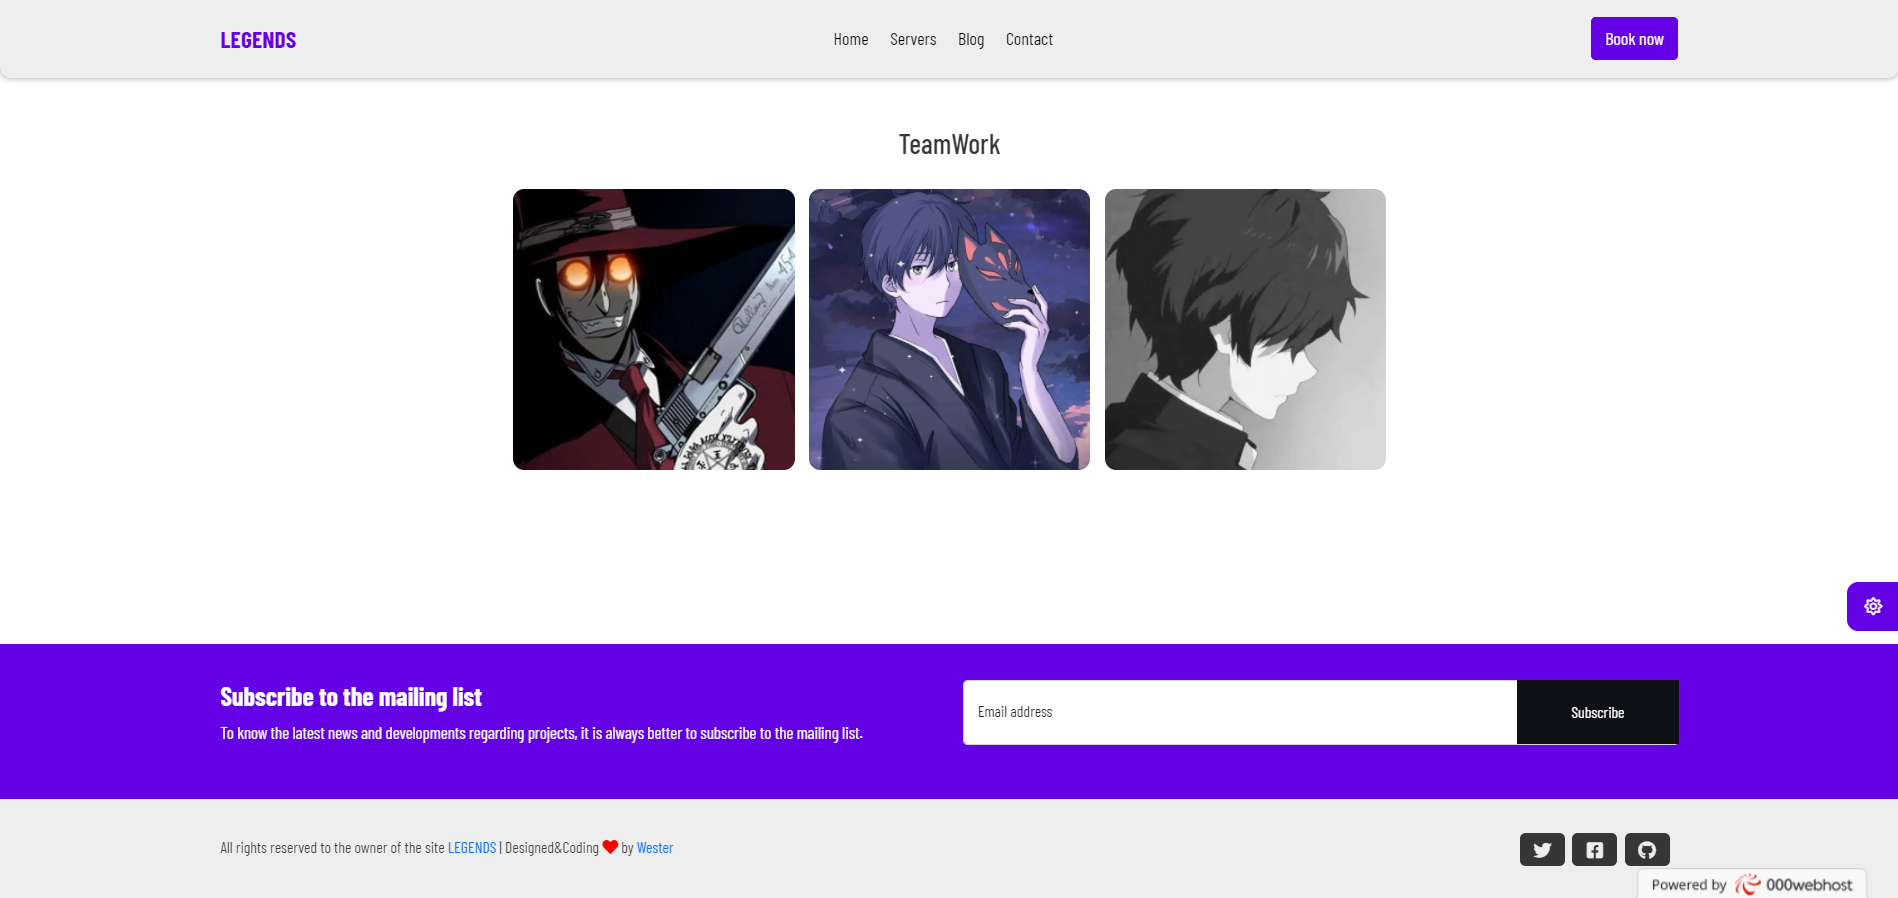 LEGENDS
Home Servers Blog Contact
Book now
TeamWork
454
Subscribe to the mailing list
To know the latest news and developments regarding projects, it is always better to subscribe to the mailing list.
Email address
Subscribe
All rights reserved to the owner of the site LEGENDS | Designed&Coding by Wester
Powered by 000webhost